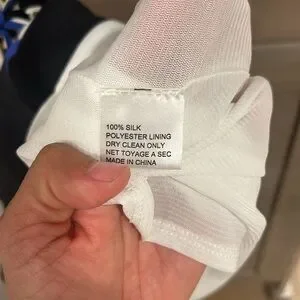 100% SILK
POLYESTER LINING
DRY CLEAN ONLY
NET TOYAGE A SEC
MADE IN CHINA